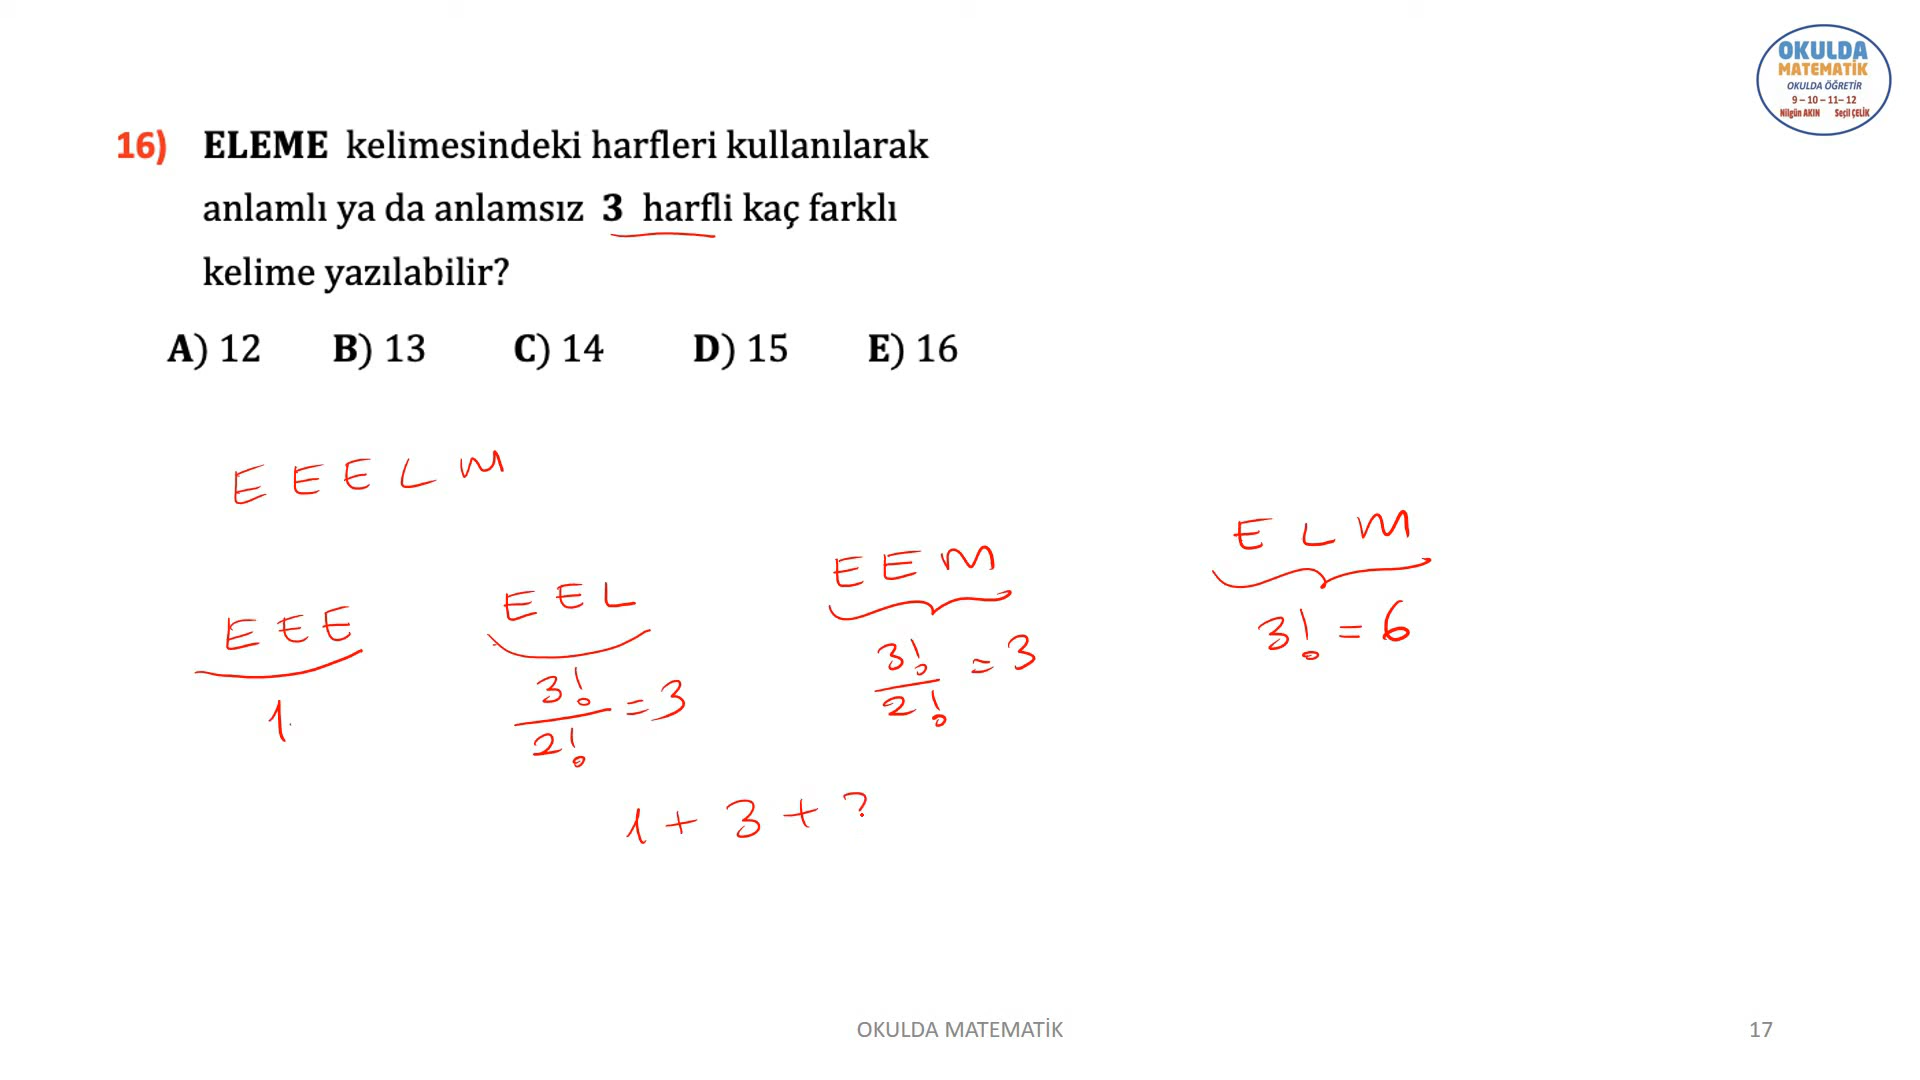 OKULDA
MATEMATİK
OKULDA ÖĞRETİR
9 – 10 – 11– 12
Nilgün AKIN Seçil ÇELİK
16) ELEME kelimesindeki harfleri kullanılarak
anlamlı ya da anlamsız 3 harfli kaç farklı
kelime yazılabilir?
A) 12 B) 13 C) 14 D) 15 E) 16
E E E L M
E E E E E L E E M E L M
1. 3!/2! = 3 3!/2! = 3 3! = 6
1 + 3 + ?
OKULDA MATEMATİK 17